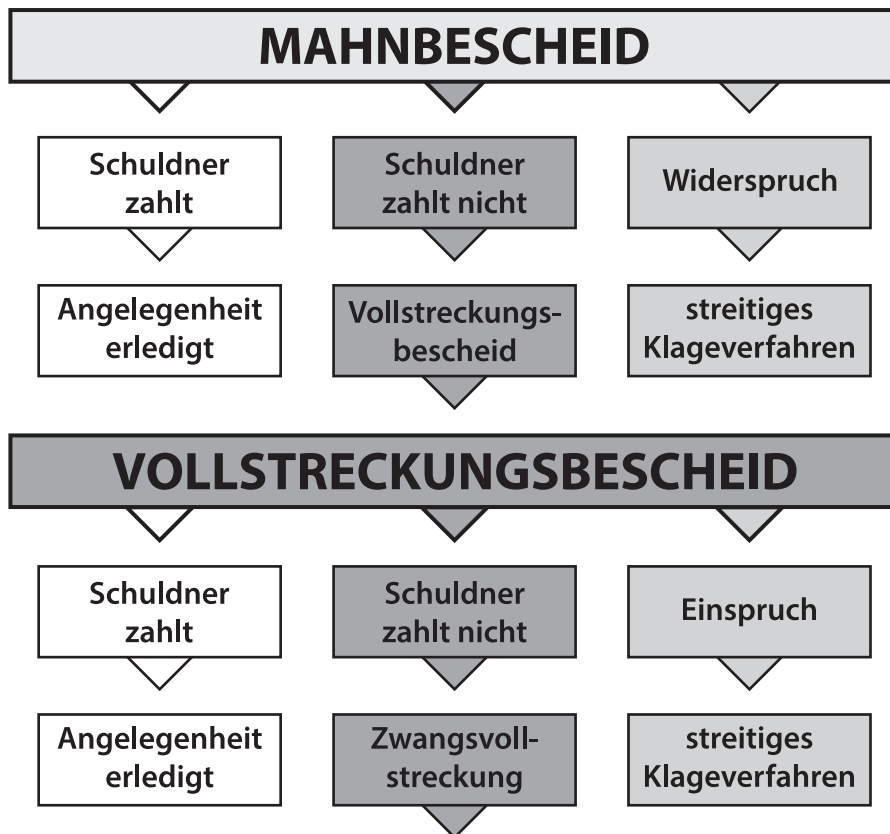 MAHNBESCHEID
Schuldner
zahlt
Schuldner
zahlt nicht
Widerspruch
Angelegenheit
erledigt
Vollstreckungs-
bescheid
streitiges
Klageverfahren
VOLLSTRECKUNGSBESCHEID
Schuldner
zahlt
Schuldner
zahlt nicht
Einspruch
Angelegenheit
erledigt
Zwangsvoll-
streckung
streitiges
Klageverfahren